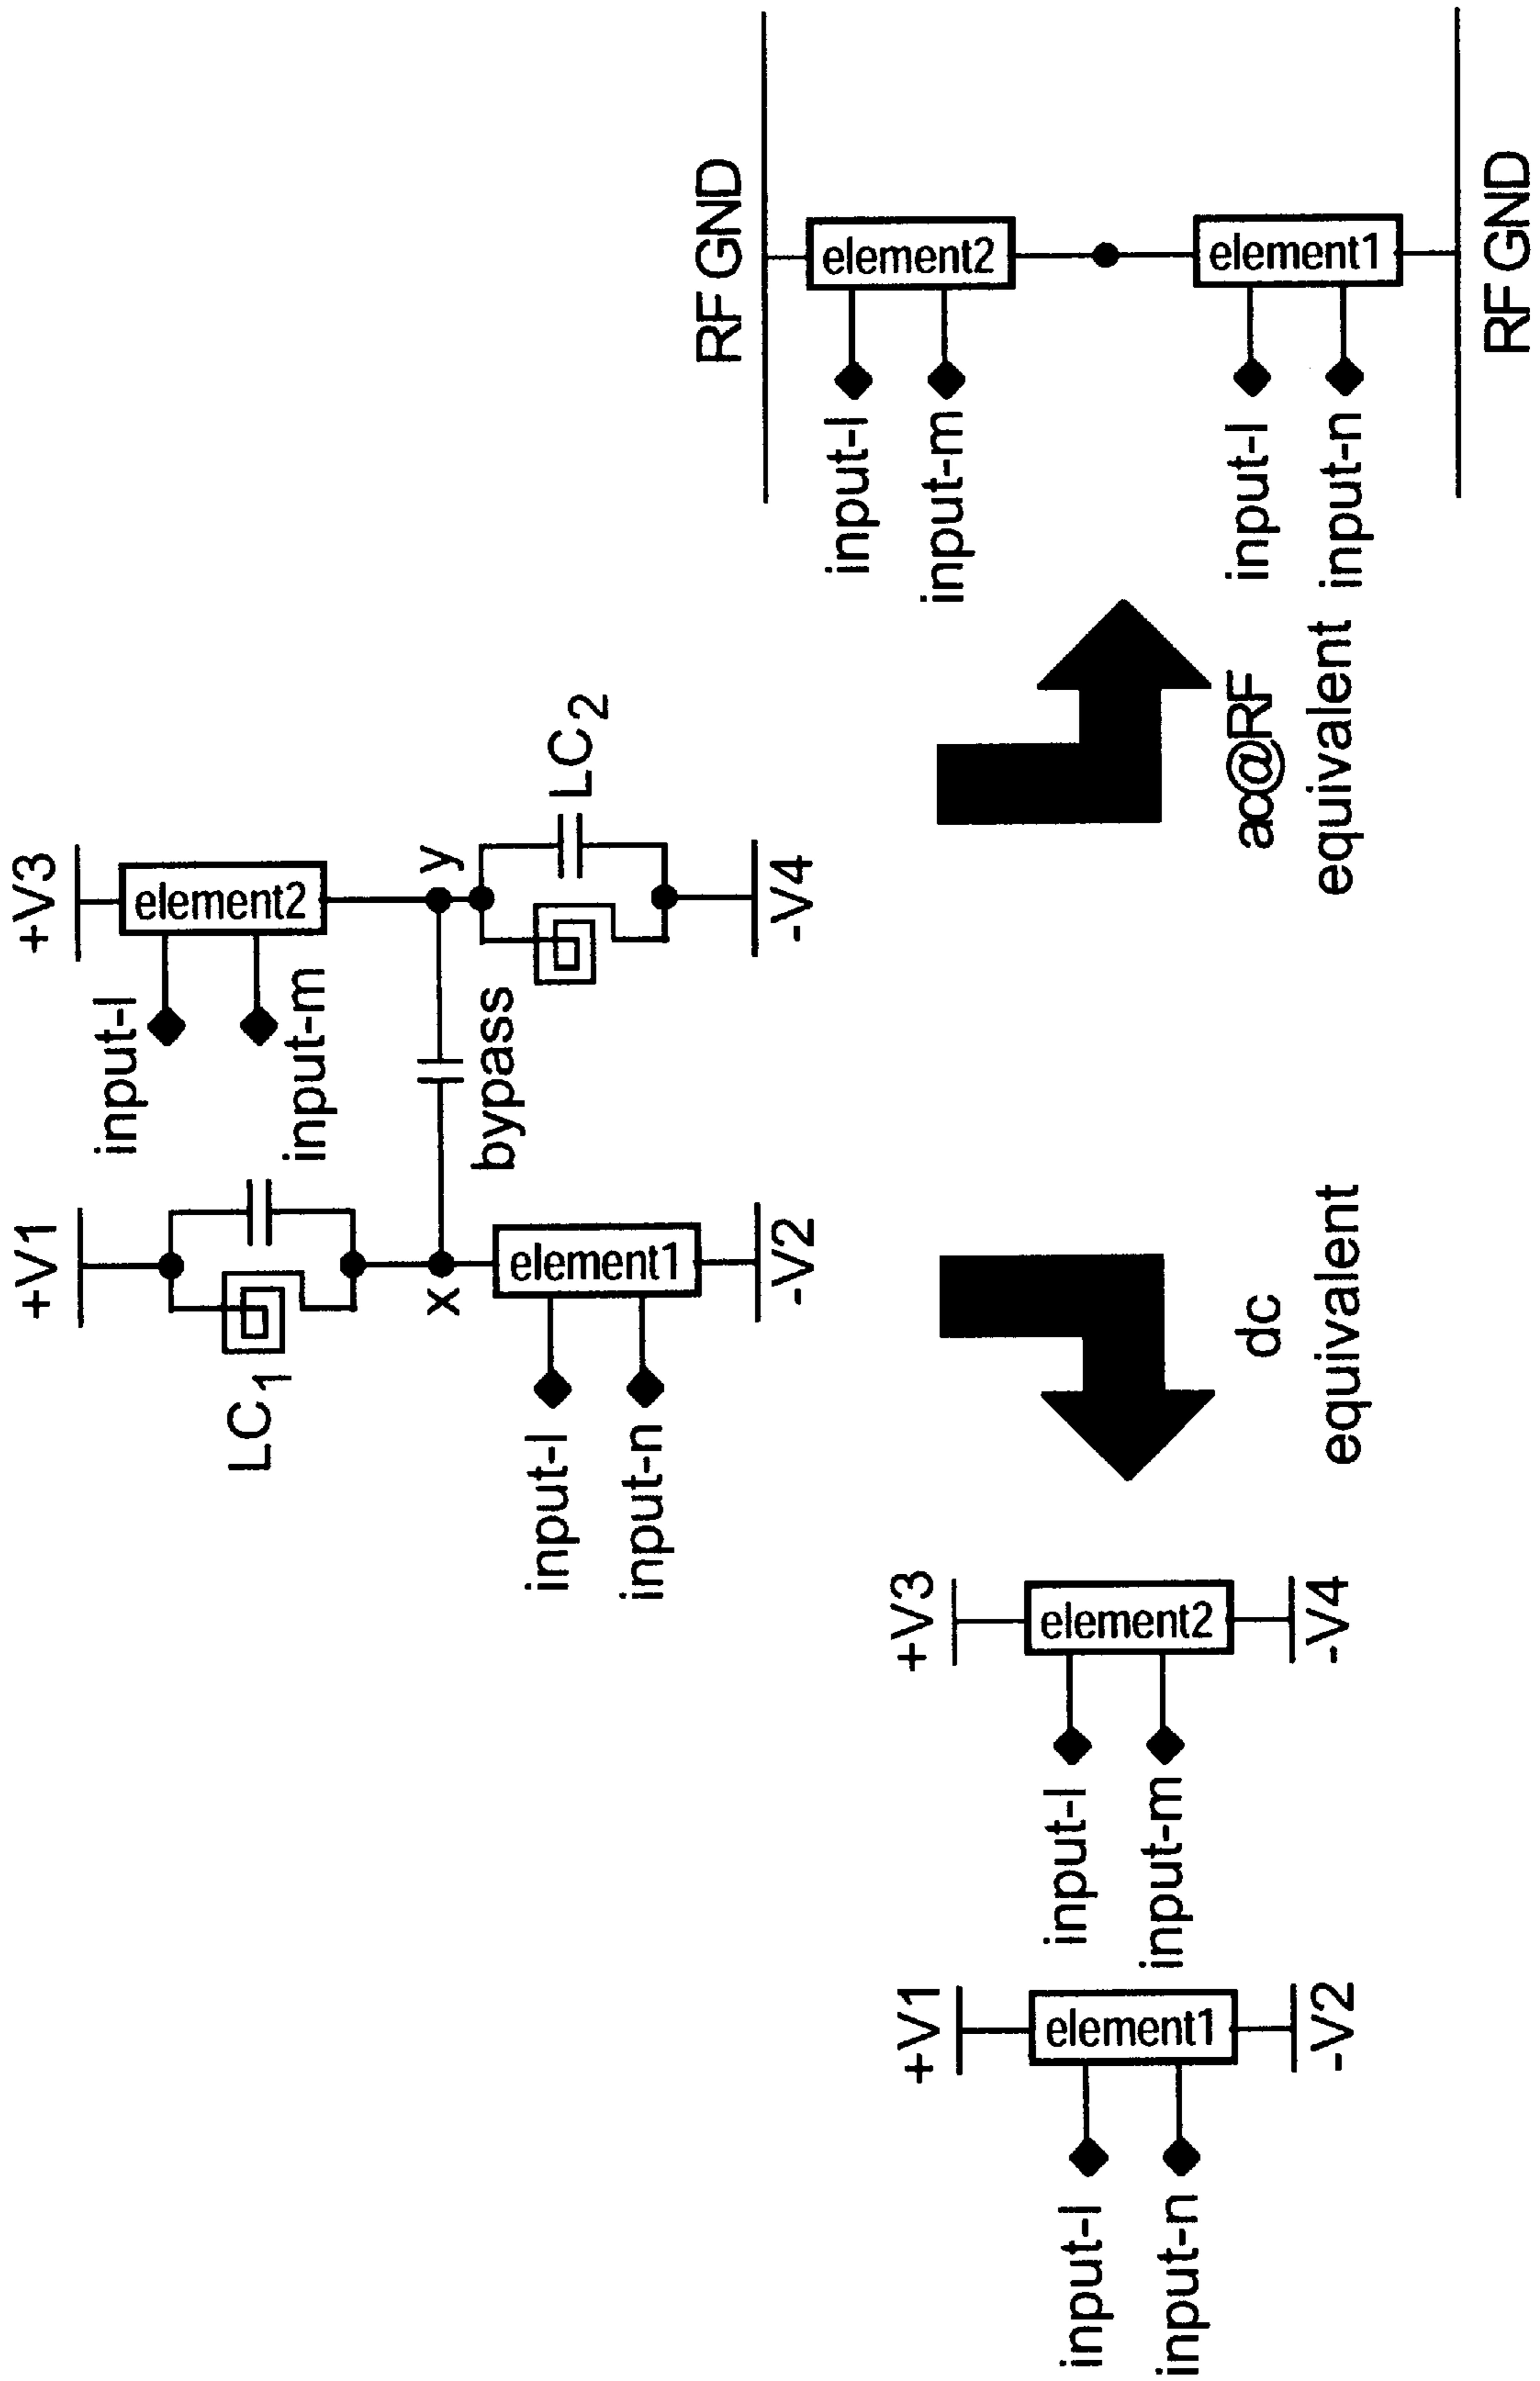 +V1
LC1
x
input-l
input-n
element1
-V2
bypass
+V3
input-l
input-m
element2
y
LC2
-V4
dc
equivalent
ac@RF
equivalent
+V1
input-l
input-n
element1
-V2
+V3
input-l
input-m
element2
-V4
RF GND
input-l
input-m
element2
input-l
input-n
element1
RF GND